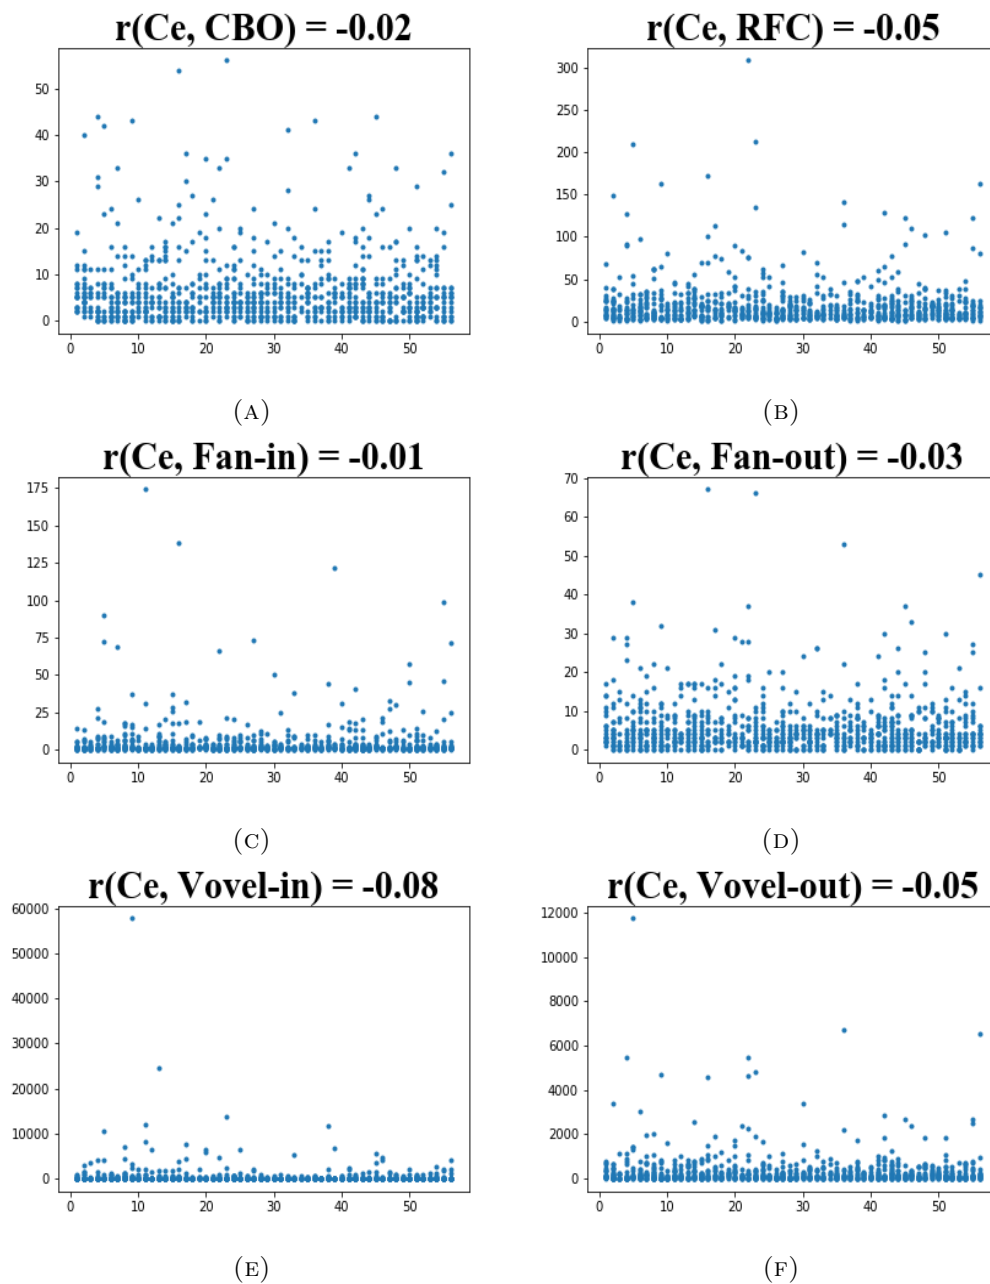 r(Ce, CBO) = -0.02
r(Ce, RFC) = -0.05
50
40
30
20
10
0
0 10 20 30 40 50
300
250
200
150
100
50
0
0 10 20 30 40 50
(A)
(B)
r(Ce, Fan-in) = -0.01
r(Ce, Fan-out) = -0.03
175
150
125
100
75
50
25
0
0 10 20 30 40 50
70
60
50
40
30
20
10
0
0 10 20 30 40 50
(C)
(D)
r(Ce, Vovel-in) = -0.08
r(Ce, Vovel-out) = -0.05
60000
50000
40000
30000
20000
10000
0
0 10 20 30 40 50
12000
10000
8000
6000
4000
2000
0
0 10 20 30 40 50
(E)
(F)